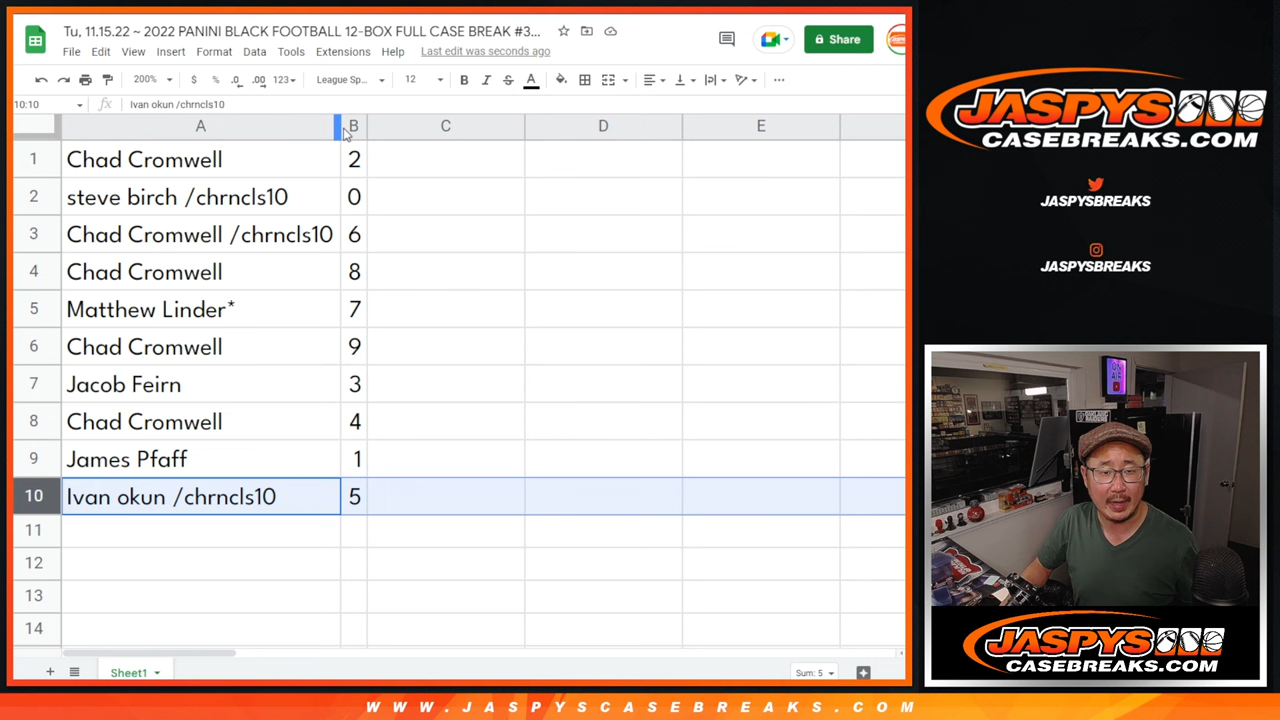 Tu, 11.15.22 ~ 2022 PANINI BLACK FOOTBALL 12-BOX FULL CASE BREAK #3...
File Edit View Insert Format Data Tools Extensions Help Last edit was seconds ago
Share
200% $ % .0 .00 123 League Sp... 12 B I S A
10:10 fx Ivan okun /chrncls10
A B C D E
1 Chad Cromwell 2
2 steve birch /chrncls10 0
3 Chad Cromwell /chrncls10 6
4 Chad Cromwell 8
5 Matthew Linder* 7
6 Chad Cromwell 9
7 Jacob Feirn 3
8 Chad Cromwell 4
9 James Pfaff 1
10 Ivan okun /chrncls10 5
11
12
13
14
Sheet1
Sum: 5
JASPYS
CASEBREAKS.COM
JASPYSBREAKS
JASPYSBREAKS
ON
AIR
JASPYS
CASEBREAKS.COM
WWW.JASPYSCASEBREAKS.COM